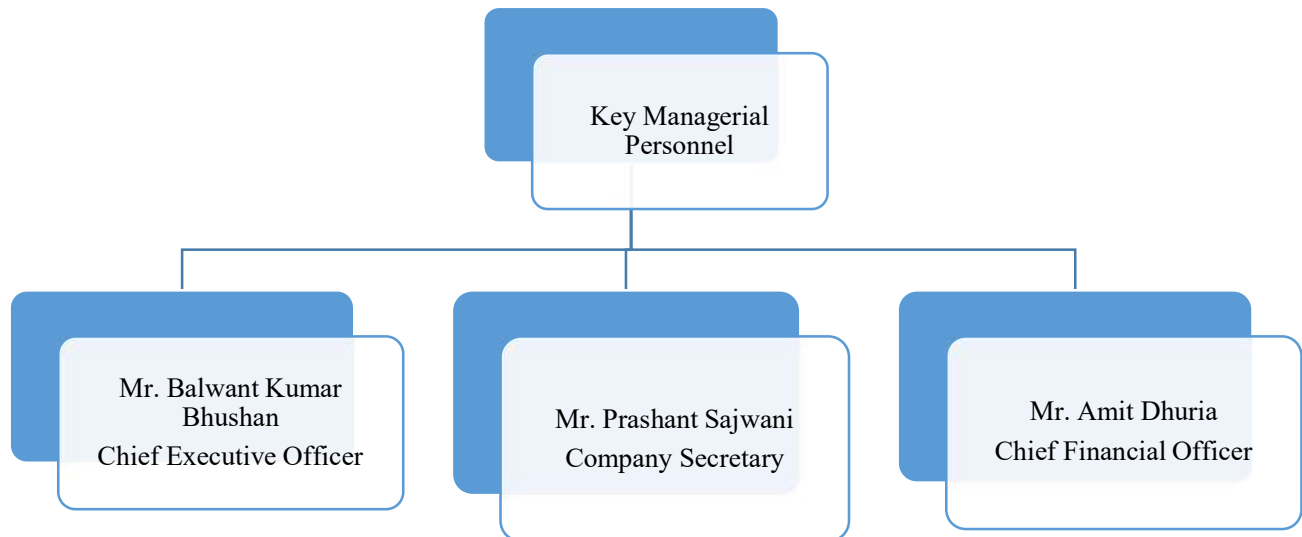 Key Managerial
Personnel
Mr. Balwant Kumar
Bhushan
Chief Executive Officer
Mr. Prashant Sajwani
Company Secretary
Mr. Amit Dhuria
Chief Financial Officer